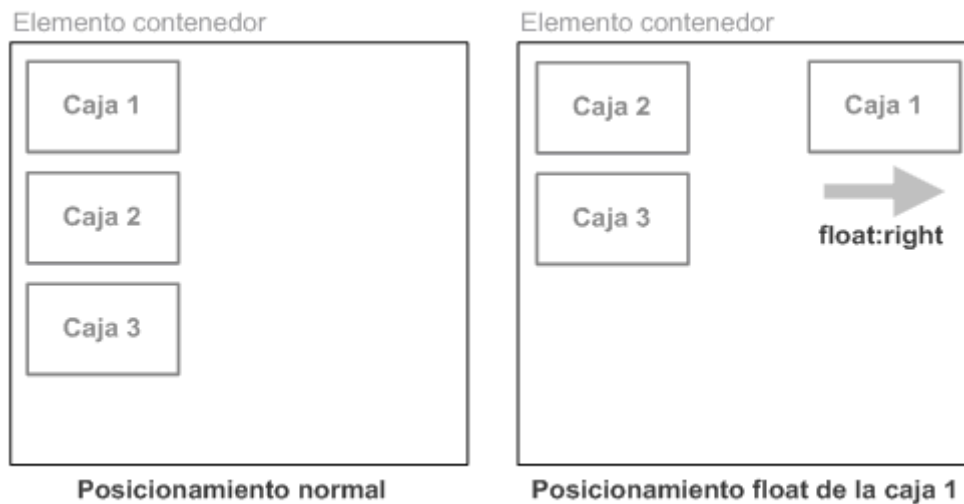 Elemento contenedor
Caja 1
Caja 2
Caja 3
Posicionamiento normal
Elemento contenedor
Caja 2
Caja 1
Caja 3
float:right
Posicionamiento float de la caja 1